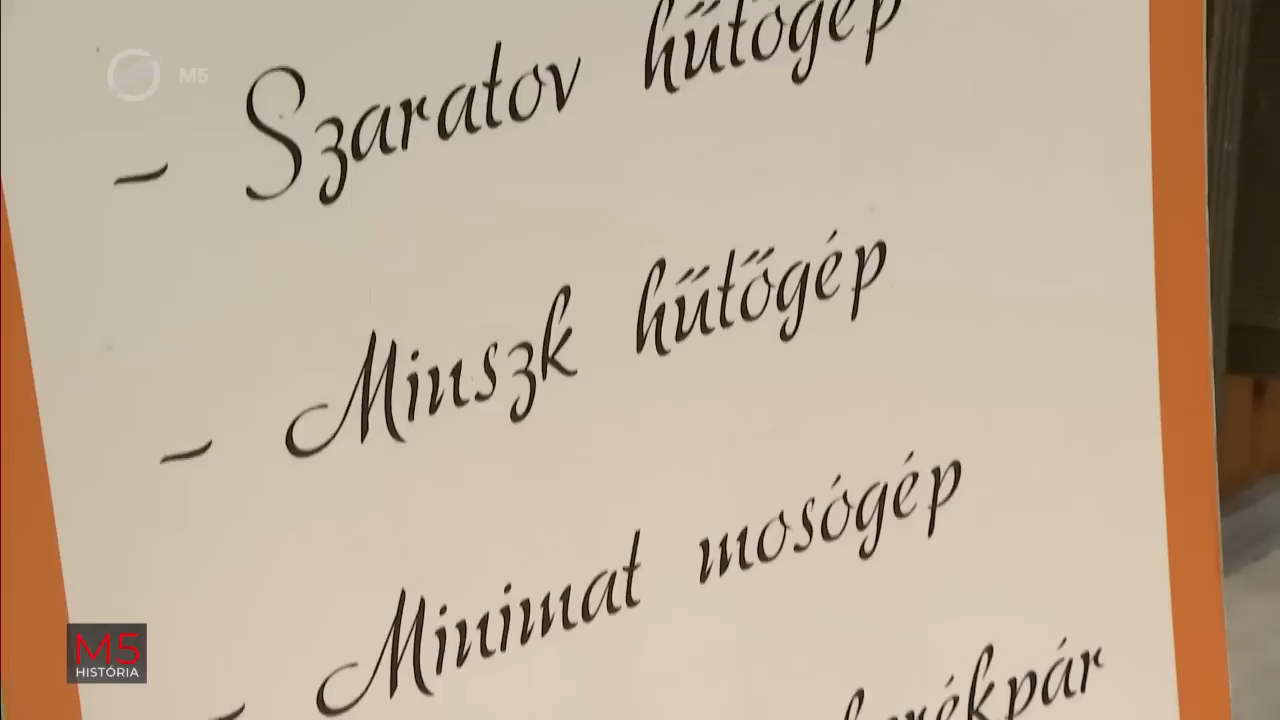 M5
- Szaratov hűtőgép
- Minszk hűtőgép
- Minimat mosógép
M5
HISTÓRIA